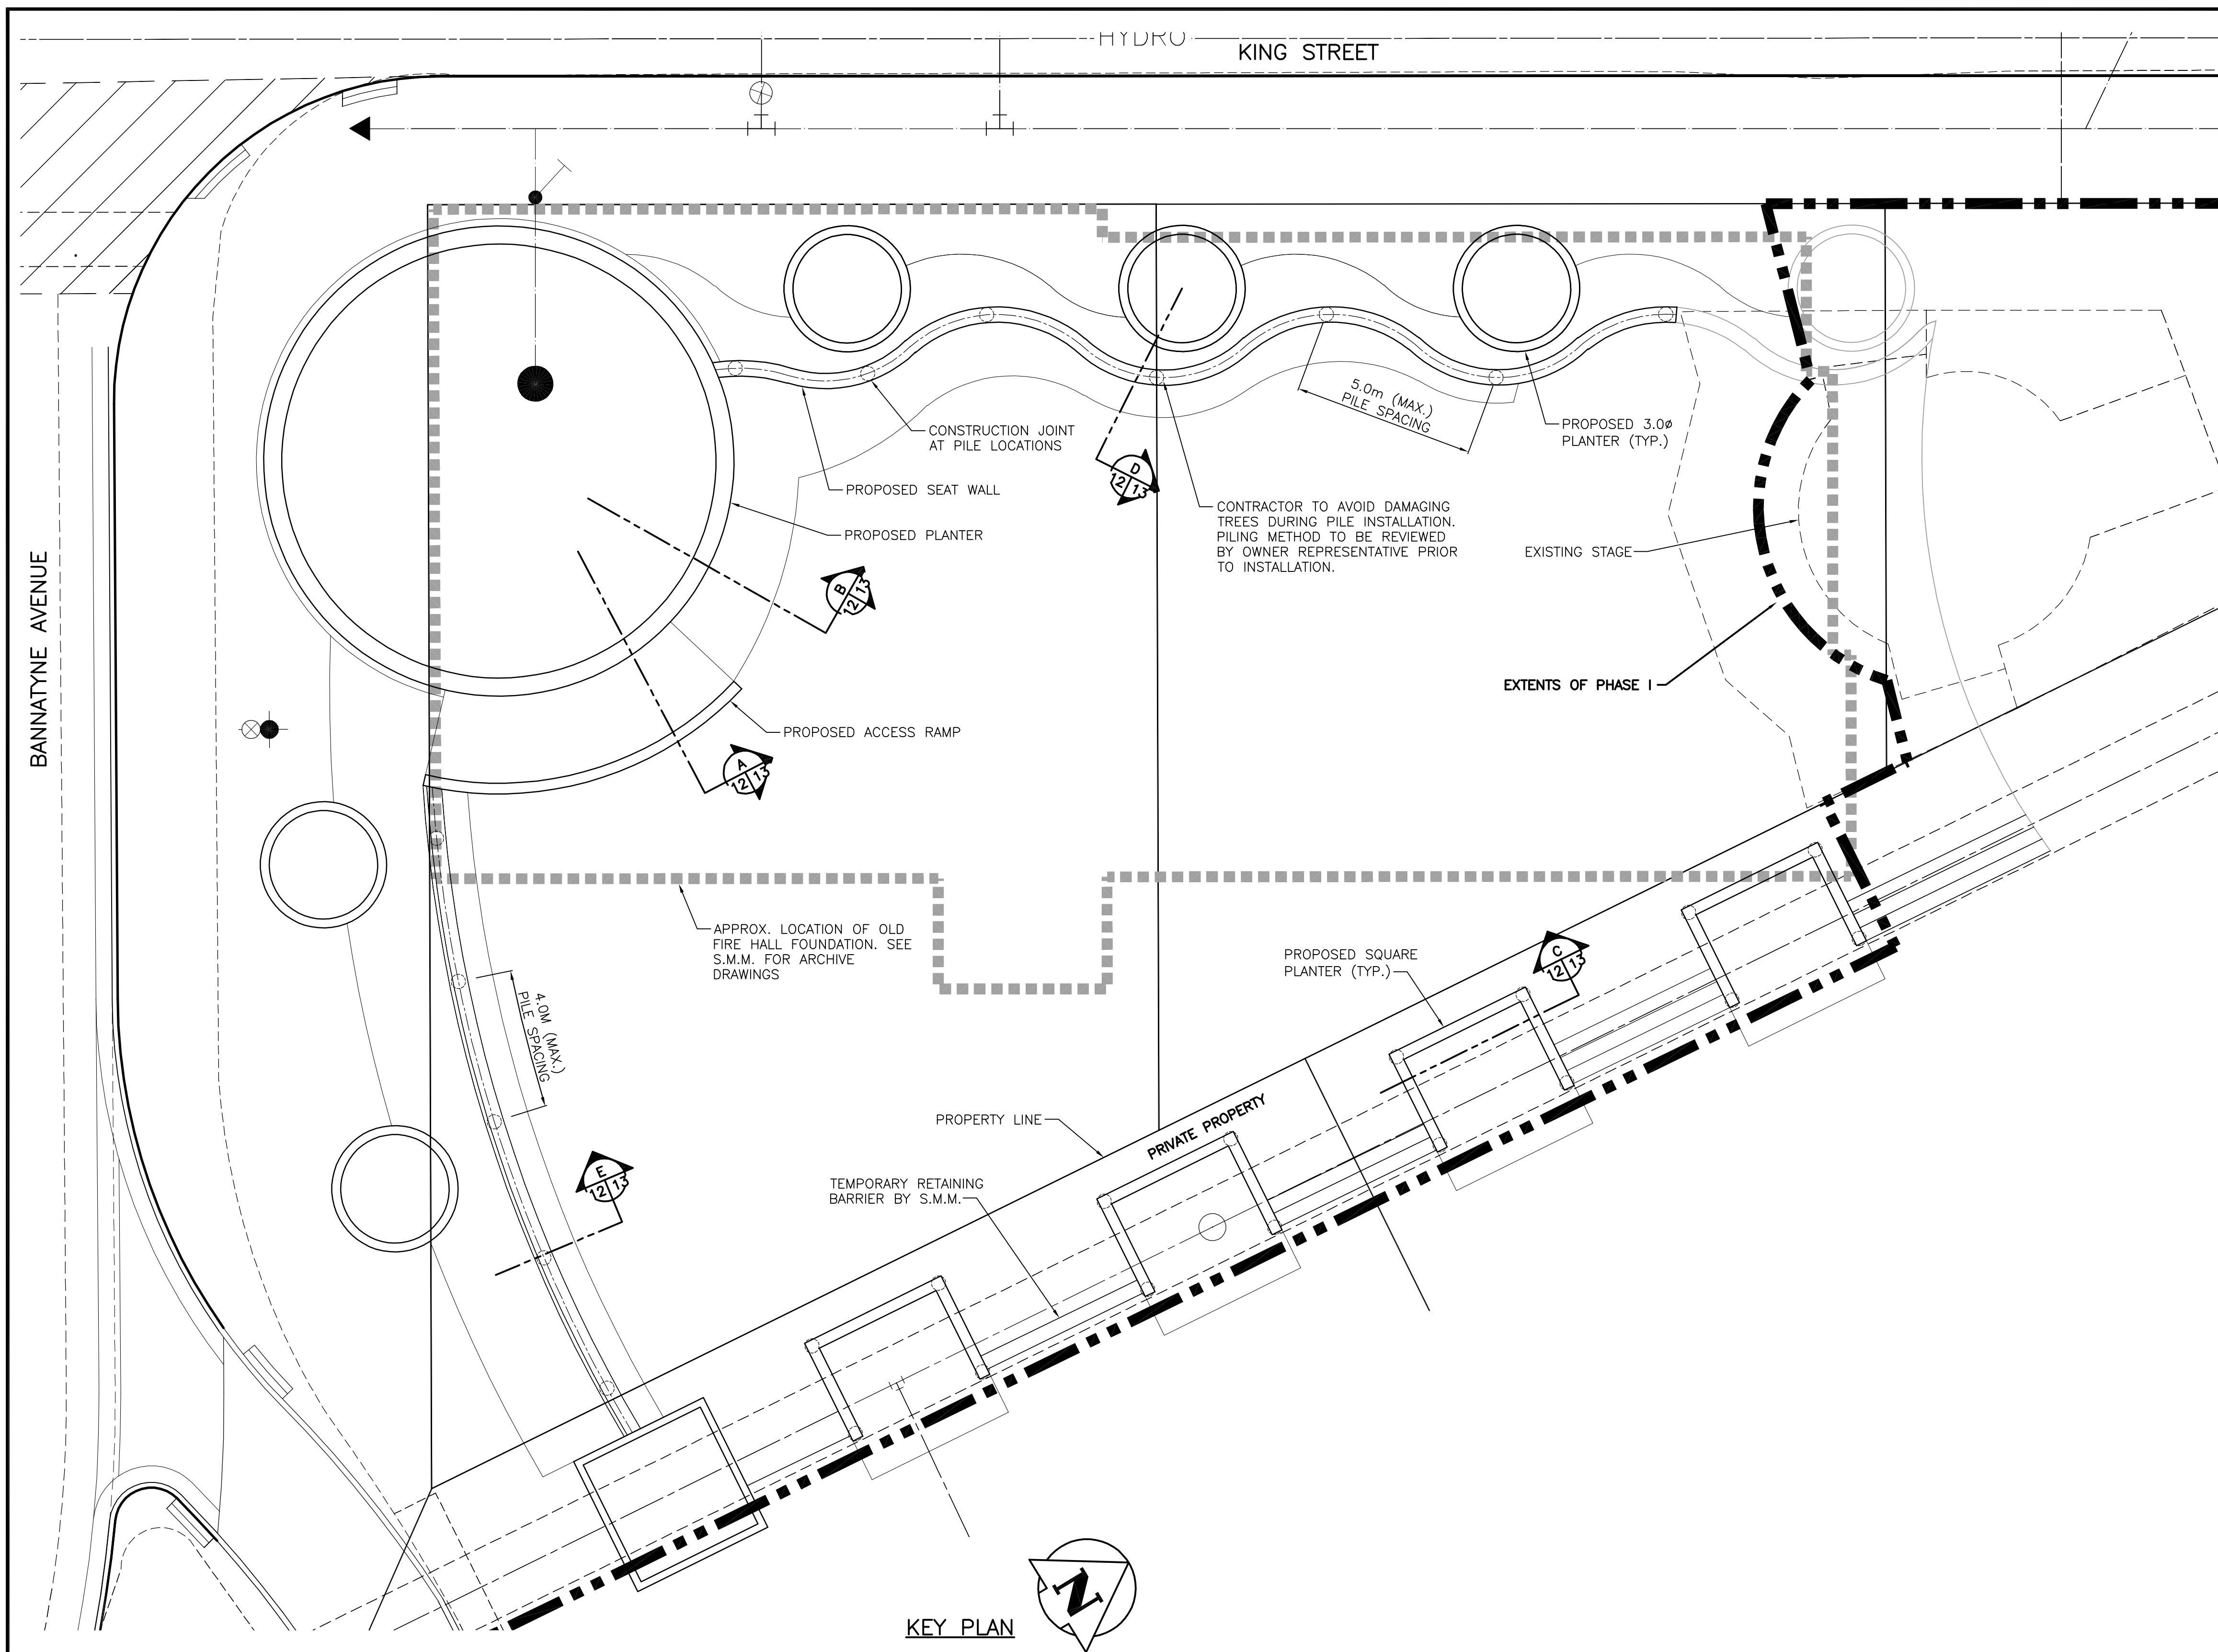 HYDRO
KING STREET
BANNATYNE AVENUE
CONSTRUCTION JOINT
AT PILE LOCATIONS
PROPOSED SEAT WALL
PROPOSED PLANTER
5.0m (MAX.)
PILE SPACING
PROPOSED 3.0ø
PLANTER (TYP.)
D
12 13
CONTRACTOR TO AVOID DAMAGING
TREES DURING PILE INSTALLATION.
PILING METHOD TO BE REVIEWED
BY OWNER REPRESENTATIVE PRIOR
TO INSTALLATION.
EXISTING STAGE
B
12 13
EXTENTS OF PHASE I
PROPOSED ACCESS RAMP
A
12 13
APPROX. LOCATION OF OLD
FIRE HALL FOUNDATION. SEE
S.M.M. FOR ARCHIVE
DRAWINGS
PROPOSED SQUARE
PLANTER (TYP.)
C
12 13
4.0M (MAX.)
PILE SPACING
PROPERTY LINE
PRIVATE PROPERTY
E
12 13
TEMPORARY RETAINING
BARRIER BY S.M.M.
KEY PLAN
N